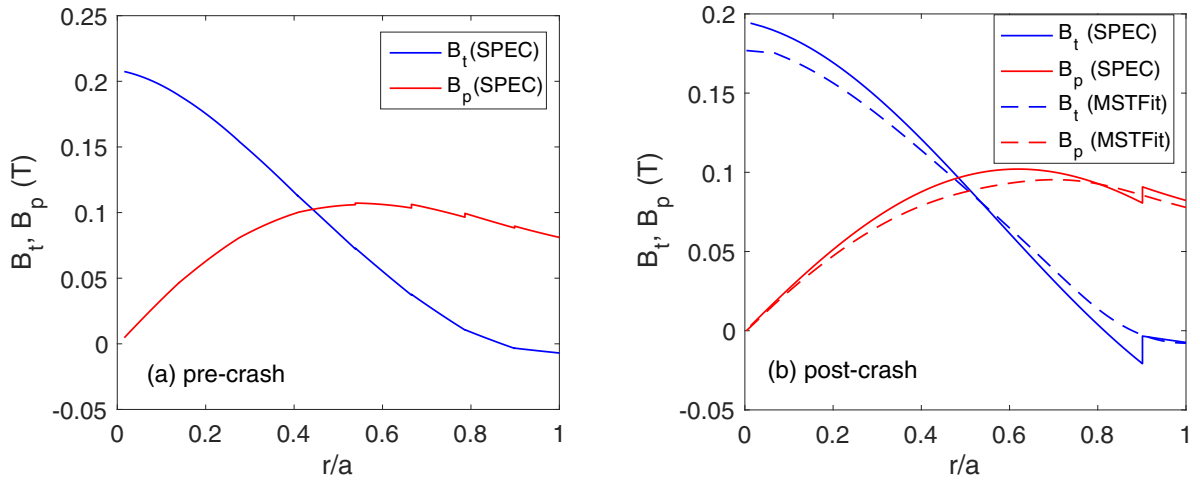 0.25
0.2
0.15
0.1
0.05
0
-0.05
B_t, B_p (T)
B_t(SPEC)
B_p(SPEC)
(a) pre-crash
0 0.2 0.4 0.6 0.8 1
r/a
0.2
0.15
0.1
0.05
0
-0.05
B_t, B_p (T)
B_t (SPEC)
B_p (SPEC)
B_t (MSTFit)
B_p (MSTFit)
(b) post-crash
0 0.2 0.4 0.6 0.8 1
r/a